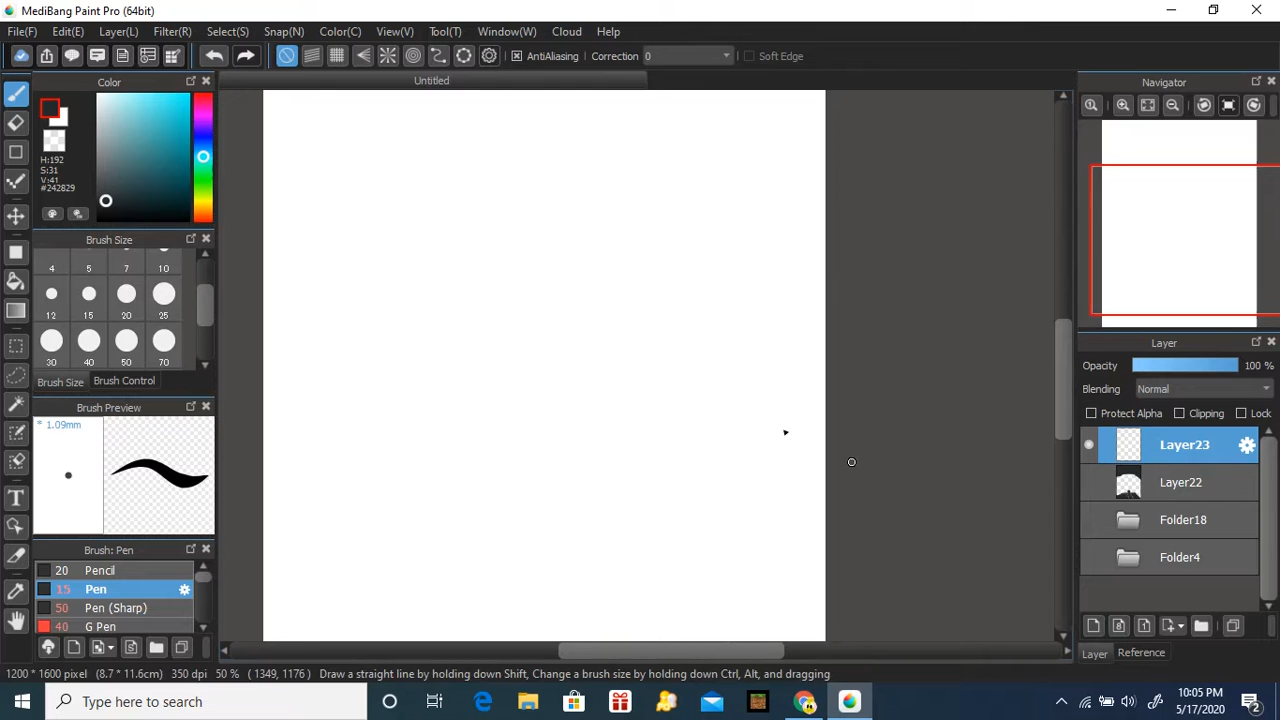 MediBang Paint Pro (64bit)
File(F) Edit(E) Layer(L) Filter(R) Select(S) Snap(N) Color(C) View(V) Tool(T) Window(W) Cloud Help
AntiAliasing Correction 0 Soft Edge
Color
Untitled
Navigator
H:192
S:31
V:41
#242829
Brush Size
4 5 7 10
12 15 20 25
30 40 50 70
Brush Size Brush Control
Brush Preview
* 1.09mm
Brush: Pen
20 Pencil
15 Pen
50 Pen (Sharp)
40 G Pen
Layer
Opacity 100 %
Blending Normal
Protect Alpha Clipping Lock
Layer23
Layer22
Folder18
Folder4
8 1
Layer Reference
1200 * 1600 pixel (8.7 * 11.6cm) 350 dpi 50 % ( 1349, 1176 ) Draw a straight line by holding down Shift, Change a brush size by holding down Ctrl, Alt, and dragging
Type here to search
10:05 PM
5/17/2020
2